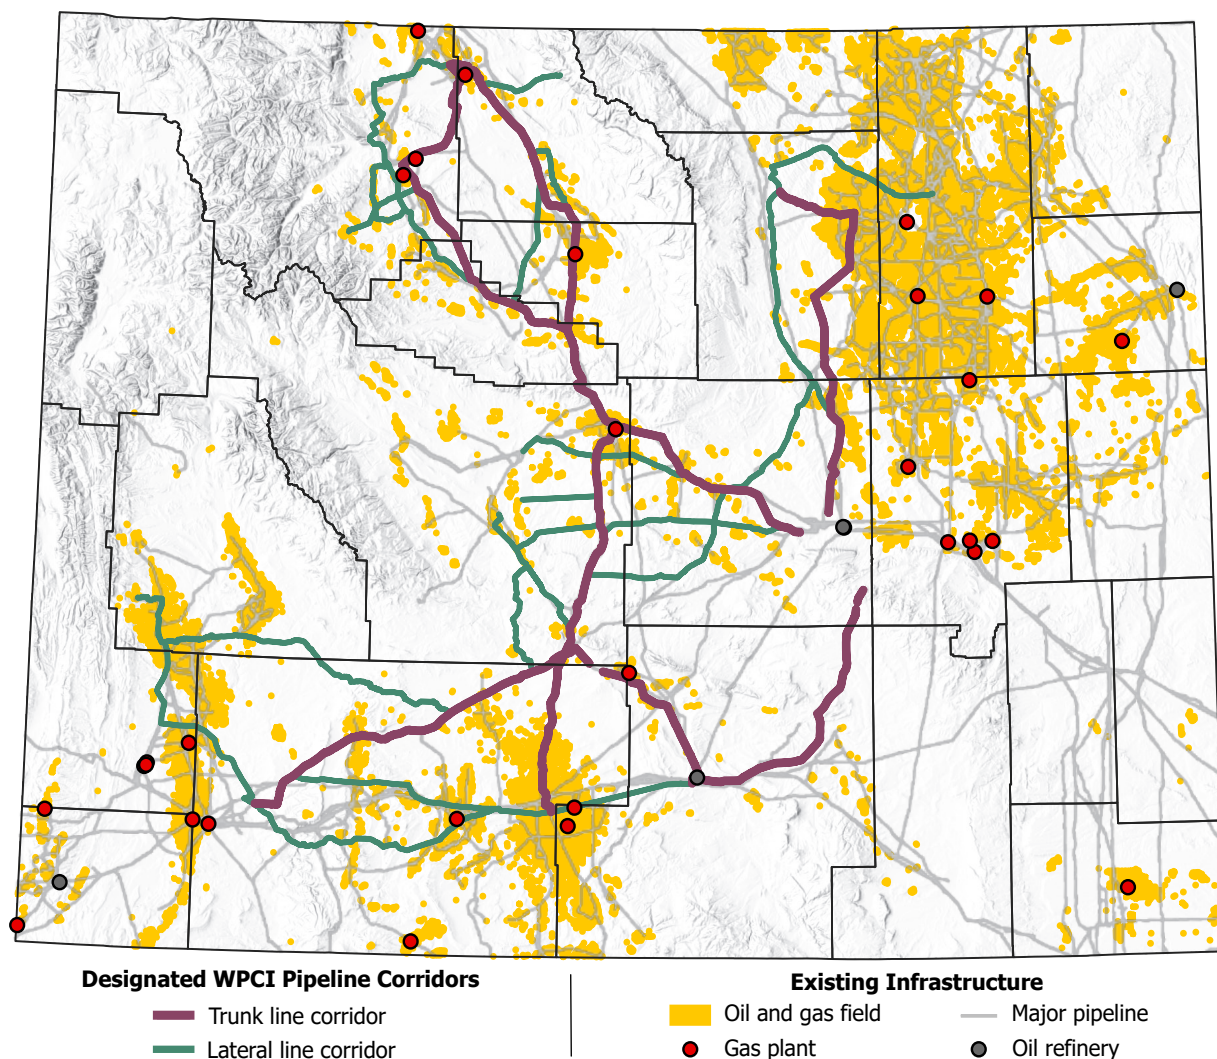 Designated WPCI Pipeline Corridors
Trunk line corridor
Lateral line corridor
Existing Infrastructure
Oil and gas field
Major pipeline
Gas plant
Oil refinery